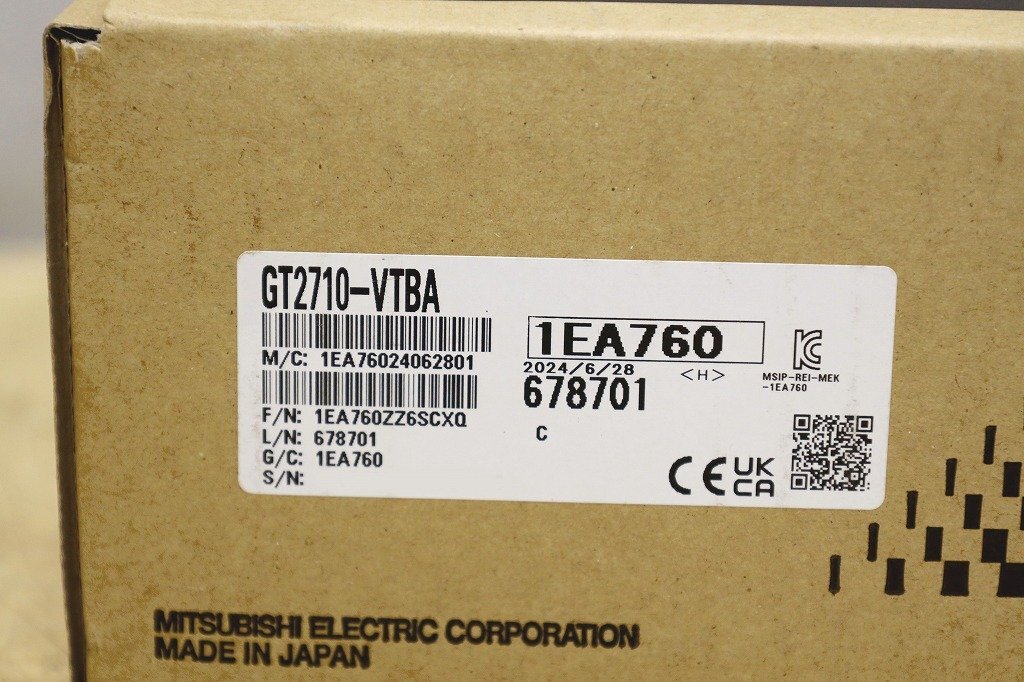 GT2710-VTBA
M/C: 1EA76024062801
F/N: 1EA760ZZ6SCXQ
L/N: 678701
G/C: 1EA760
S/N:
1EA760
2024/6/28 <H>
678701
C
MSIP-REI-MEK
-1EA760
CE UK
CA
MITSUBISHI ELECTRIC CORPORATION
MADE IN JAPAN